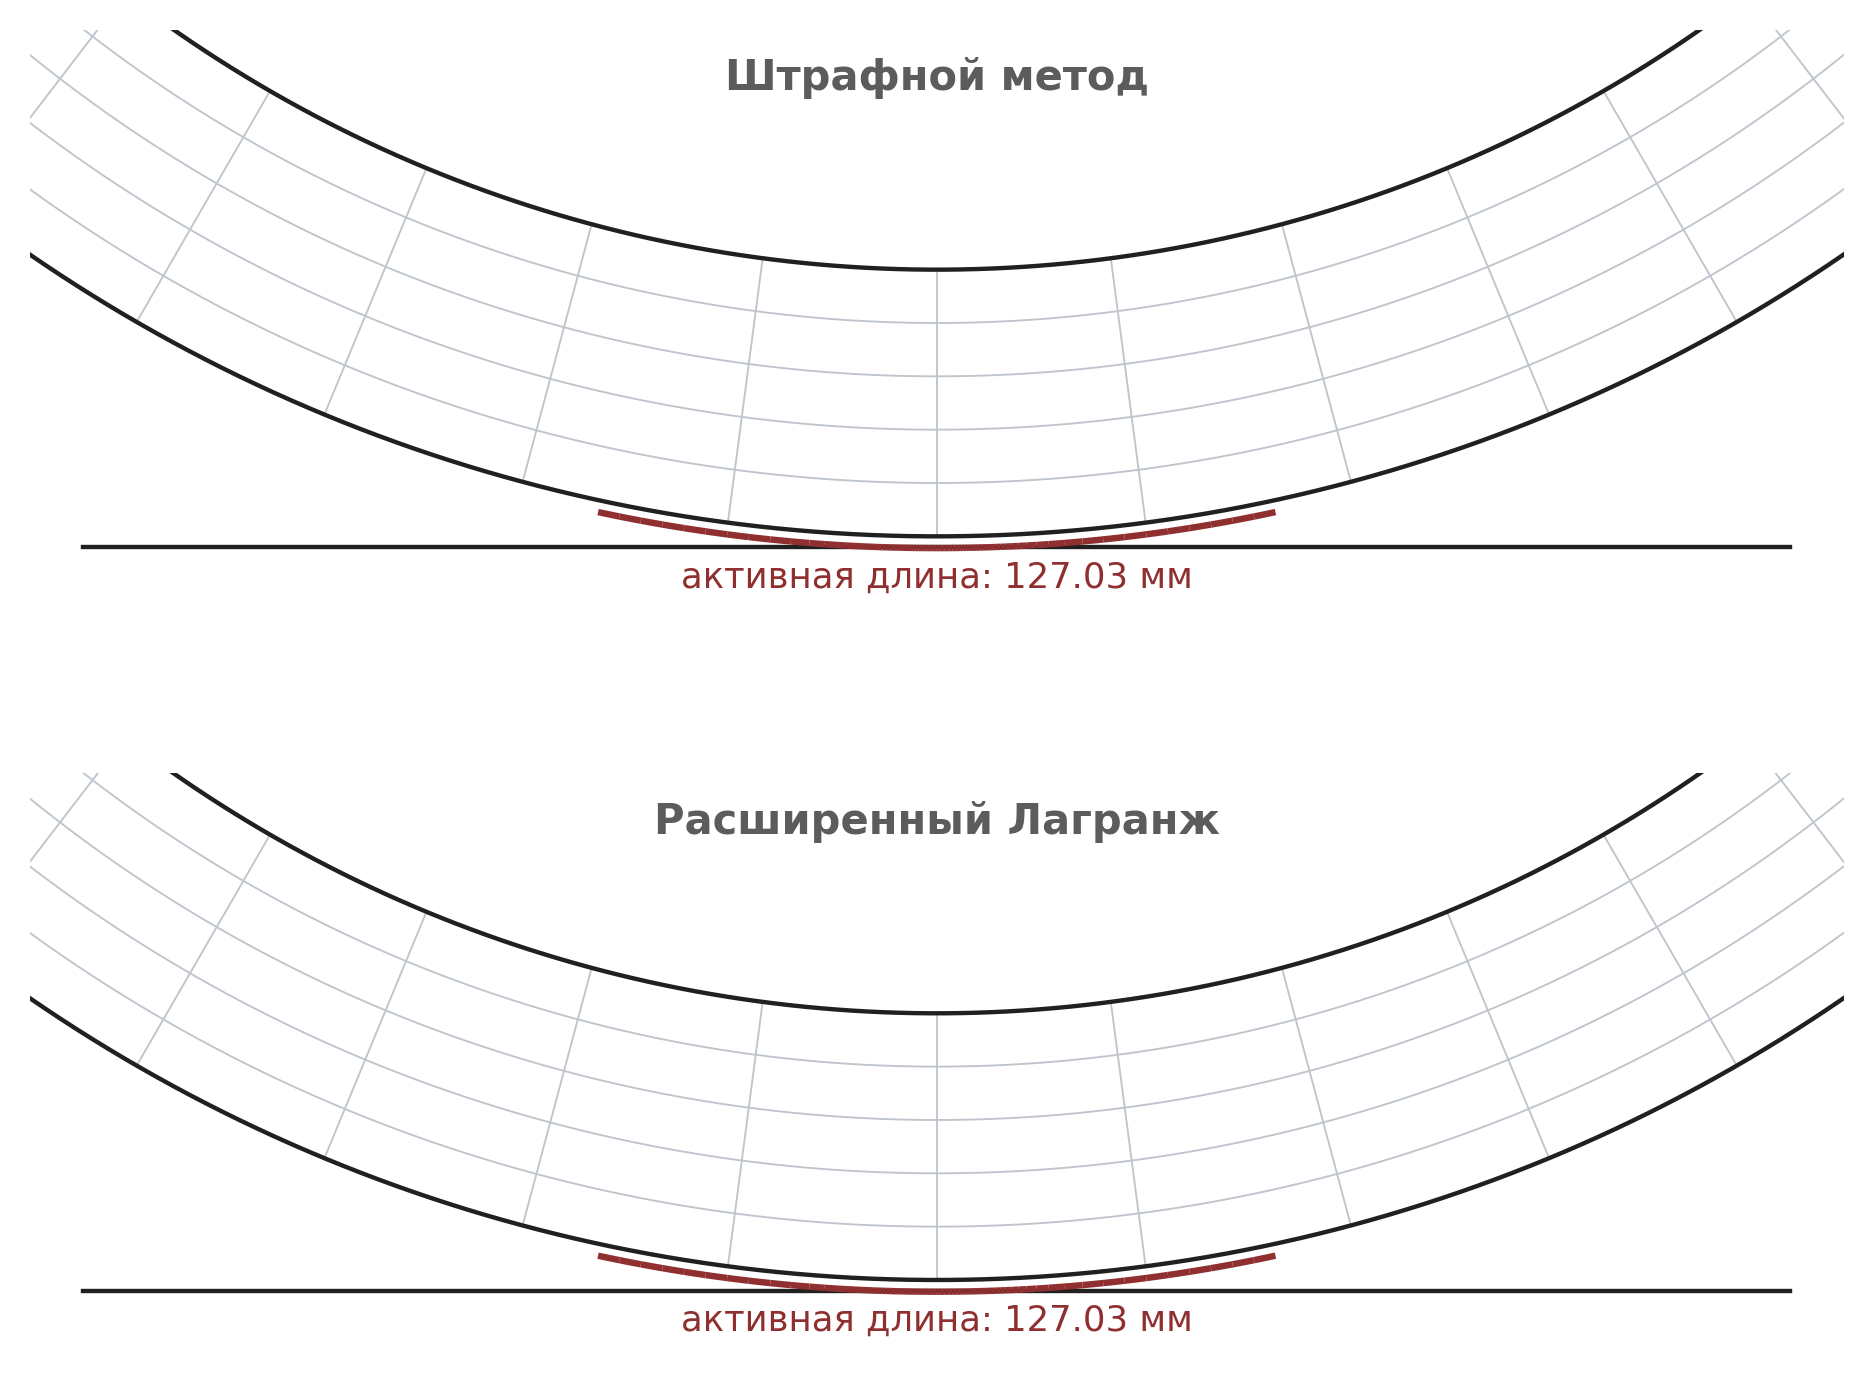 Штрафной метод
активная длина: 127.03 мм
Расширенный Лагранж
активная длина: 127.03 мм